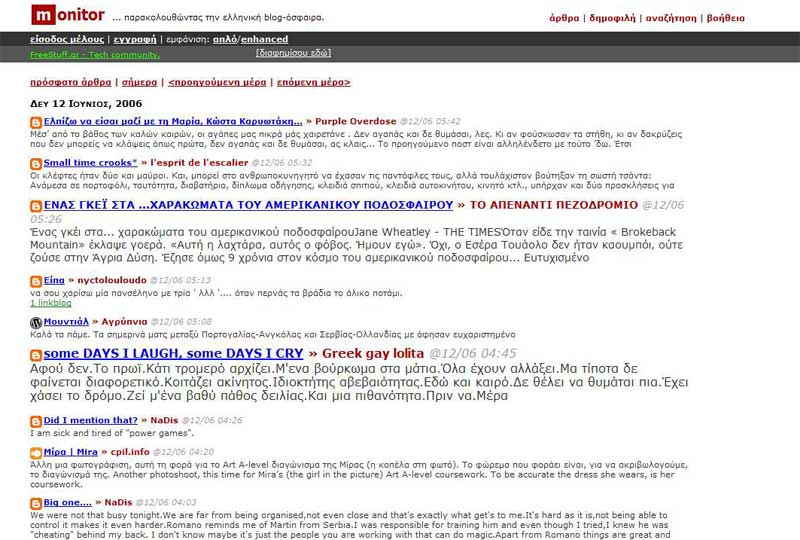 monitor ... παρακολουθώντας την ελληνική blog-όσφαιρα.
άρθρα | δημοφιλή | αναζήτηση | βοήθεια
είσοδος μέλους | εγγραφή | εμφάνιση: απλό/enhanced
FreeStuff.gr - Tech community. [διαφημίσου εδώ]
πρόσφατα άρθρα | σήμερα | <προηγούμενη μέρα | επόμενη μέρα>
Δευ 12 Ιουνιος, 2006
Ελπίζω να είσαι μαζί με τη Μαρία, Κώστα Καρυωτάκη... » Purple Overdose @12/06 05:42
Μέσ' από το βάθος των καλών καιρών, οι αγάπες μας πικρά μάς χαιρετάνε . Δεν αγαπάς και δε θυμάσαι, λες. Κι αν φούσκωσαν τα στήθη, κι αν δακρύζεις
που δεν μπορείς να κλάψεις όπως πρώτα, δεν αγαπάς και δε θυμάσαι, ας κλαις... Το προηγούμενο ποστ είναι αλληλένδετο με τούτο ΄δω. Έτσι
Small time crooks* » l'esprit de l'escalier @12/06 05:32
Οι κλέφτες ήταν δύο και μαύροι. Και, μπορεί στο ανθρωποκυνηγητό να έχασαν τις παντόφλες τους, αλλά τουλάχιστον βούτηξαν τη σωστή τσάντα:
Ανάμεσα σε πορτοφόλι, ταυτότητα, διαβατήριο, δίπλωμα οδήγησης, κλειδιά σπιτιού, κλειδιά αυτοκινήτου, κινητό κτλ., υπήρχαν και δύο προσκλήσεις για
ΕΝΑΣ ΓΚΕΪ ΣΤΑ ...ΧΑΡΑΚΩΜΑΤΑ ΤΟΥ ΑΜΕΡΙΚΑΝΙΚΟΥ ΠΟΔΟΣΦΑΙΡΟΥ » ΤΟ ΑΠΕΝΑΝΤΙ ΠΕΖΟΔΡΟΜΙΟ @12/06
05:26
Ένας γκέι στα... χαρακώματα του αμερικανικού ποδοσφαίρουJane Wheatley - THE TIMESΌταν είδε την ταινία « Brokeback
Mountain» έκλαψε γοερά. «Αυτή η λαχτάρα, αυτός ο φόβος. Ήμουν εγώ». Όχι, ο Εσέρα Τουάολο δεν ήταν καουμπόι, ούτε
ζούσε στην Άγρια Δύση. Έζησε όμως 9 χρόνια στον κόσμο του αμερικανικού ποδοσφαίρου... Ευτυχισμένο
Είπα » nyctolouloudo @12/06 05:13
να σου χαρίσω μία πανσέληνο με τρία ' λλλ '.... όταν περνάς τα βράδια το άλικο ποτάμι.
1 linkblog
Μουντιάλ » Αγρύπνια @12/06 05:08
Καλά τα πάμε. Τα σημερινά ματς μεταξύ Πορτογαλίας-Ανγκόλας και Σερβίας-Ολλανδίας με άφησαν ευχαριστημένο
some DAYS I LAUGH, some DAYS I CRY » Greek gay lolita @12/06 04:45
Αφού δεν.Το πρωί.Κάτι τρομερό αρχίζει.Μ'ενα βούρκωμα στα μάτια.Όλα έχουν αλλάξει.Μα τίποτα δε
φαίνεται διαφορετικό.Κοιτάζει ακίνητος.Ιδιοκτήτης αβεβαιότητας.Εδώ και καιρό.Δε θέλει να θυμάται πια.Έχει
χάσει το δρόμο.Ζεί μ'ένα βαθύ πάθος δειλίας.Και μια πιθανότητα.Πριν να.Μέρα
Did I mention that? » NaDis @12/06 04:26
I am sick and tired of "power games".
Μίρα | Mira » cpil.info @12/06 04:20
Άλλη μια φωτογράφιση, αυτή τη φορά για το Art A-level διαγώνισμα της Μίρας (η κοπέλα στη φωτό). Το φόρεμα που φοράει είναι, για να ακριβωλογούμε,
το διαγώνισμά της. Another photoshoot, this time for Mira's (the girl in the picture) Art A-level coursework. To be accurate the dress she wears, is her
coursework.
Big one.... » NaDis @12/06 04:03
We were not that busy tonight.We are far from being organised,not even close and that's exactly what get's to me.It's hard as it is,not being able to
control it makes it even harder.Romano reminds me of Martin from Serbia.I was responsible for training him and even though I tried,I knew he was
"cheating" behind my back. I don't know maybe it's just the people you are working with that can do magic.Apart from Romano things are great and